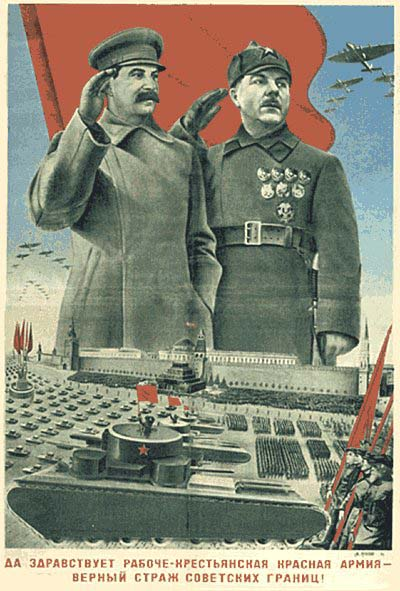 ДА ЗДРАВСТВУЕТ РАБОЧЕ-КРЕСТЬЯНСКАЯ КРАСНАЯ АРМИЯ—
ВЕРНЫЙ СТРАЖ СОВЕТСКИХ ГРАНИЦ!